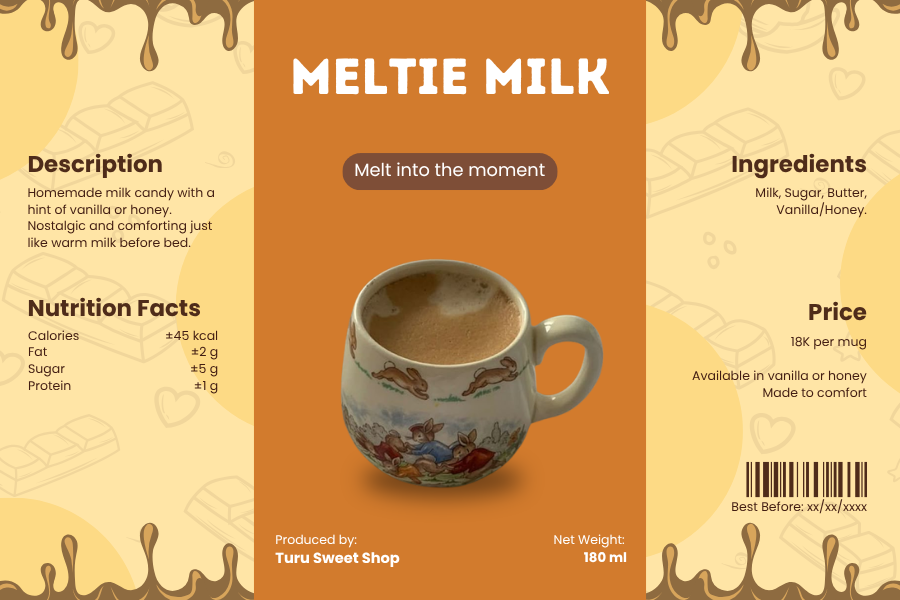 Description
Homemade milk candy with a
hint of vanilla or honey.
Nostalgic and comforting just
like warm milk before bed.
Nutrition Facts
Calories ±45 kcal
Fat ±2 g
Sugar ±5 g
Protein ±1 g
MELTIE MILK
Melt into the moment
Produced by:
Turu Sweet Shop
Net Weight:
180 ml
Ingredients
Milk, Sugar, Butter,
Vanilla/Honey.
Price
18K per mug
Available in vanilla or honey
Made to comfort
Best Before: xx/xx/xxxx